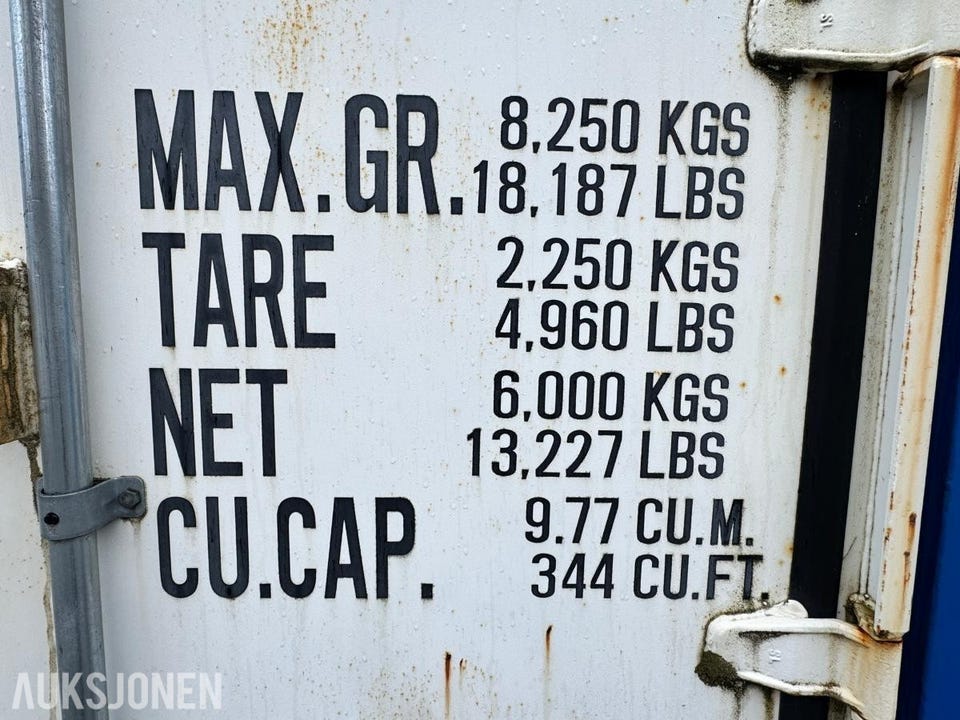 MAX.GR. 8,250 KGS
18,187 LBS
TARE 2,250 KGS
4,960 LBS
NET 6,000 KGS
13,227 LBS
CU.CAP. 9.77 CU.M.
344 CU.FT.
AUKSJONEN